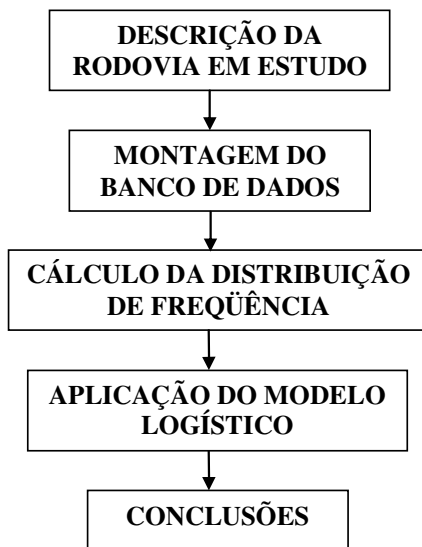 DESCRIÇÃO DA
RODOVIA EM ESTUDO
MONTAGEM DO
BANCO DE DADOS
CÁLCULO DA DISTRIBUIÇÃO
DE FREQÜÊNCIA
APLICAÇÃO DO MODELO
LOGÍSTICO
CONCLUSÕES